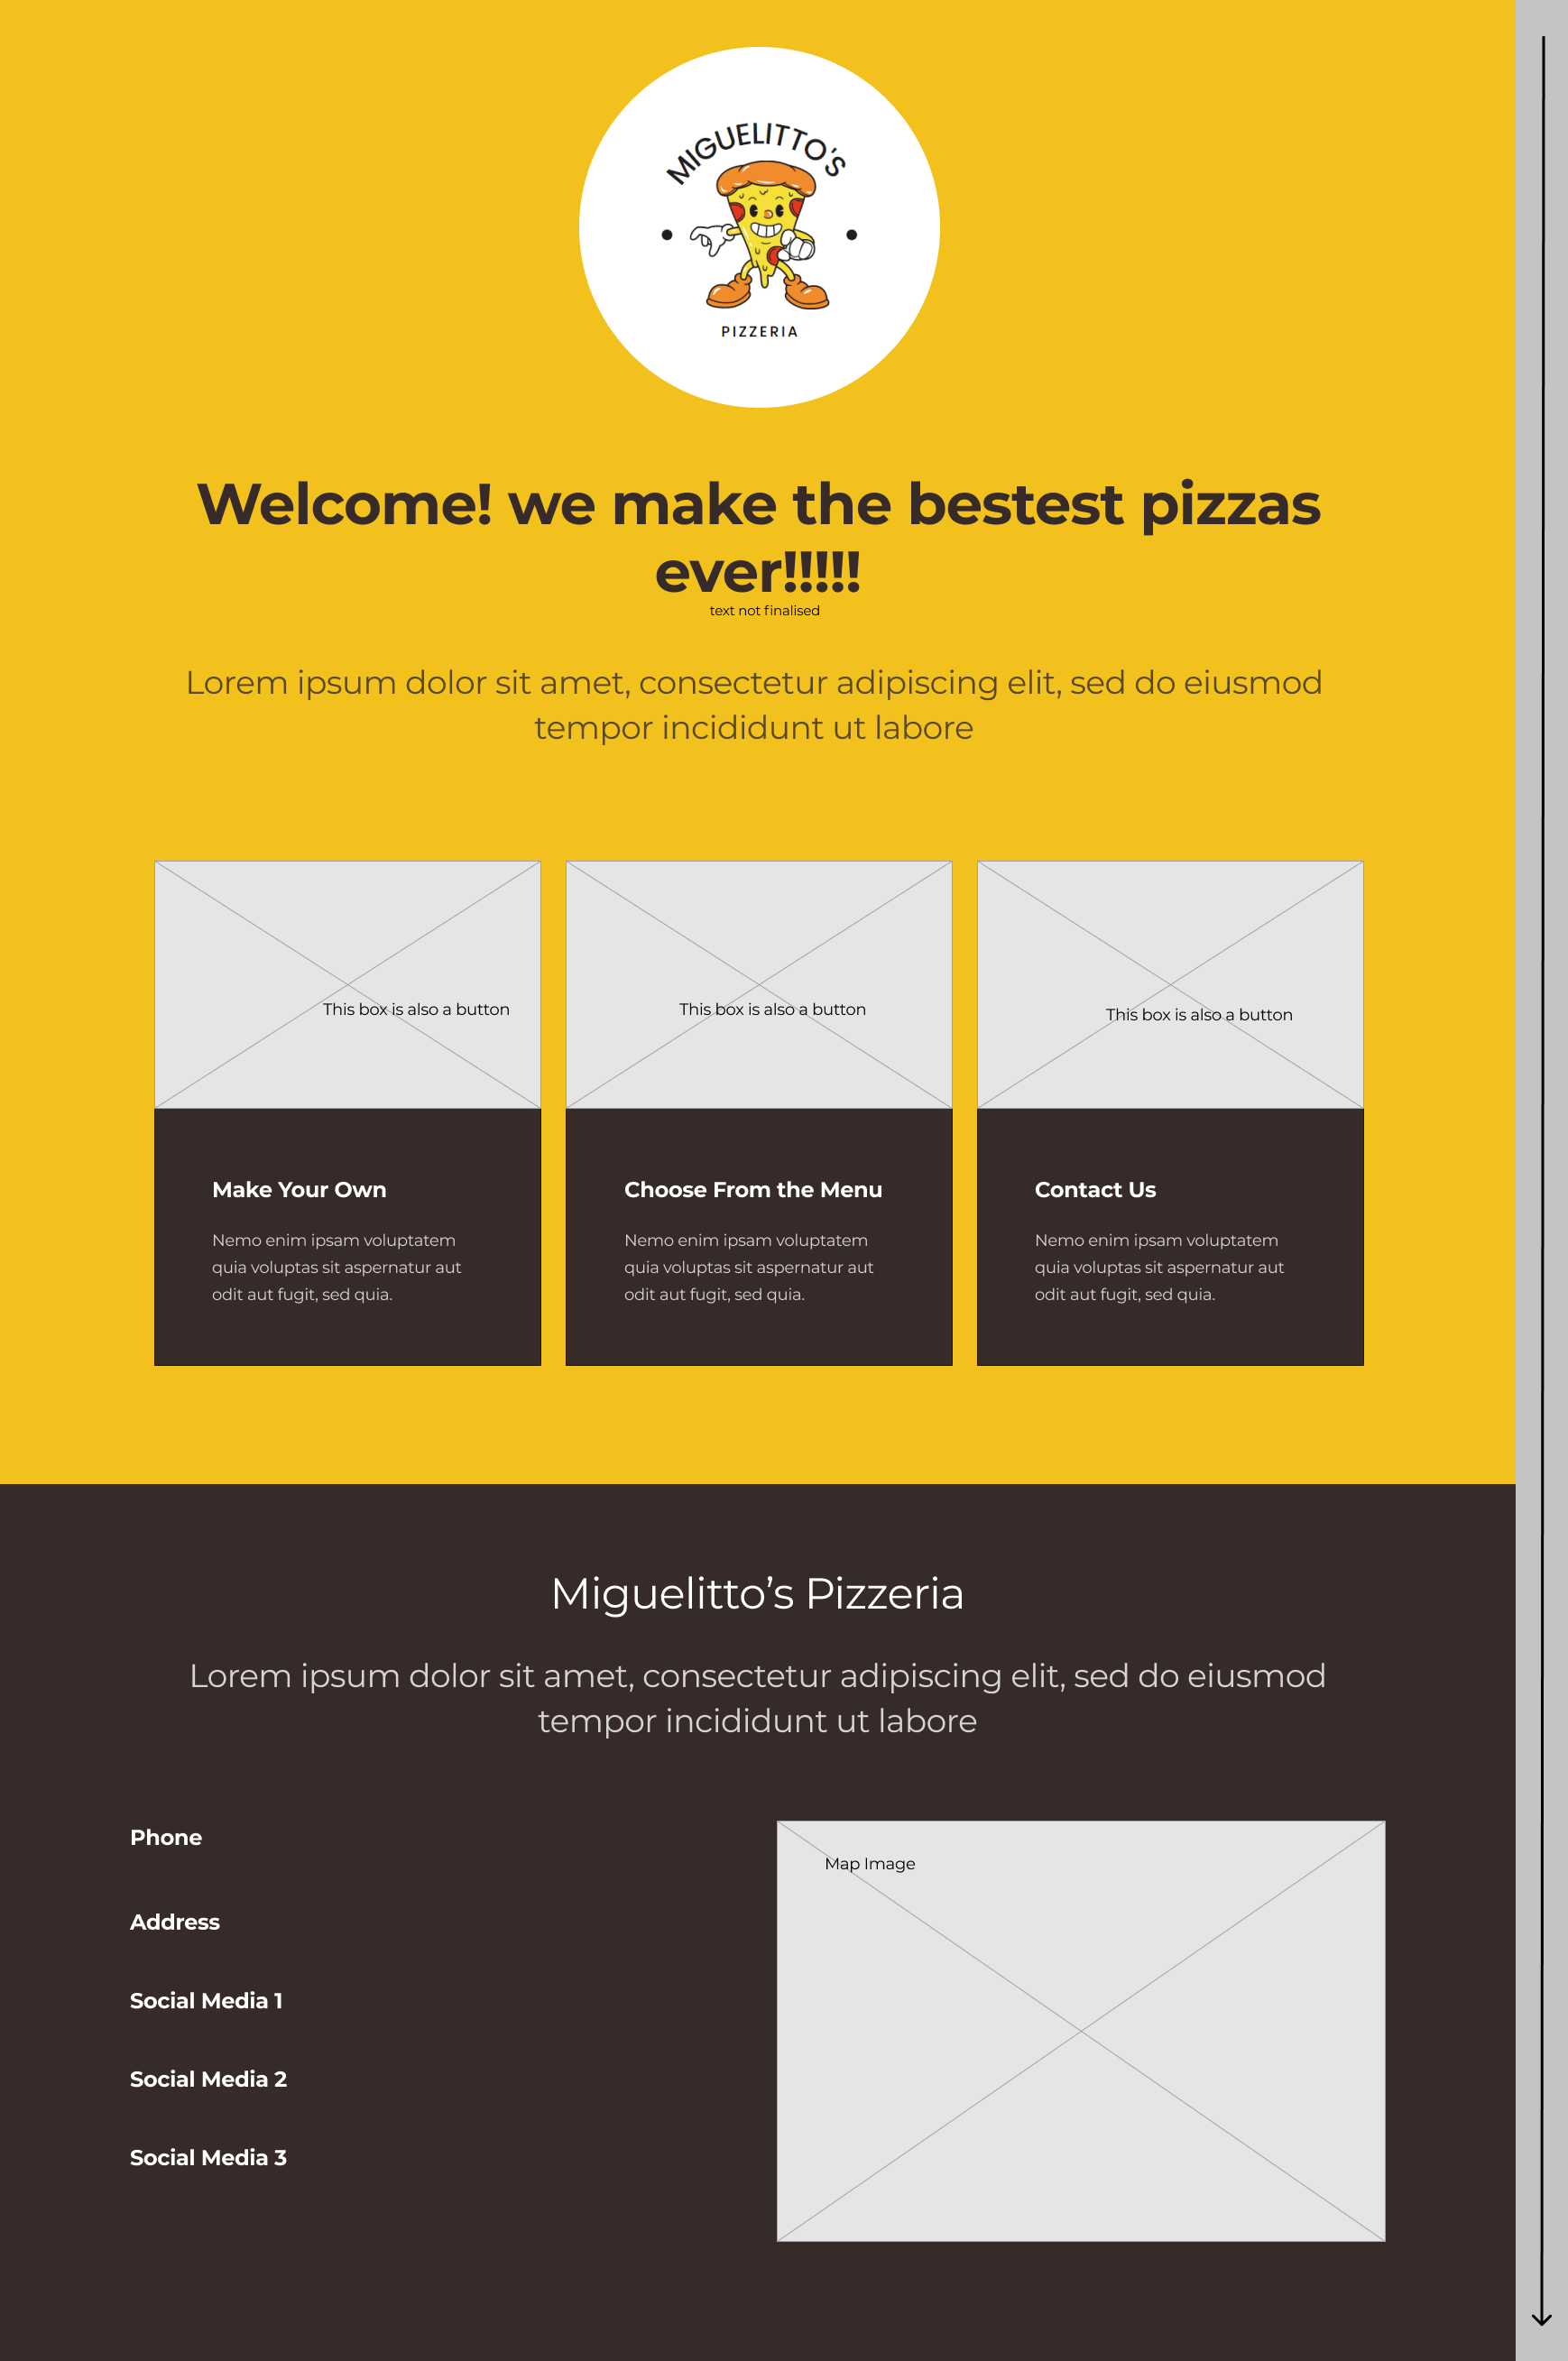 MIGUELITTO'S
PIZZERIA
Welcome! we make the bestest pizzas
ever!!!!!
text not finalised
Lorem ipsum dolor sit amet, consectetur adipiscing elit, sed do eiusmod
tempor incididunt ut labore
This box is also a button
This box is also a button
This box is also a button
Make Your Own
Nemo enim ipsam voluptatem
quia voluptas sit aspernatur aut
odit aut fugit, sed quia.
Choose From the Menu
Nemo enim ipsam voluptatem
quia voluptas sit aspernatur aut
odit aut fugit, sed quia.
Contact Us
Nemo enim ipsam voluptatem
quia voluptas sit aspernatur aut
odit aut fugit, sed quia.
Miguelitto’s Pizzeria
Lorem ipsum dolor sit amet, consectetur adipiscing elit, sed do eiusmod
tempor incididunt ut labore
Phone
Address
Social Media 1
Social Media 2
Social Media 3
Map Image